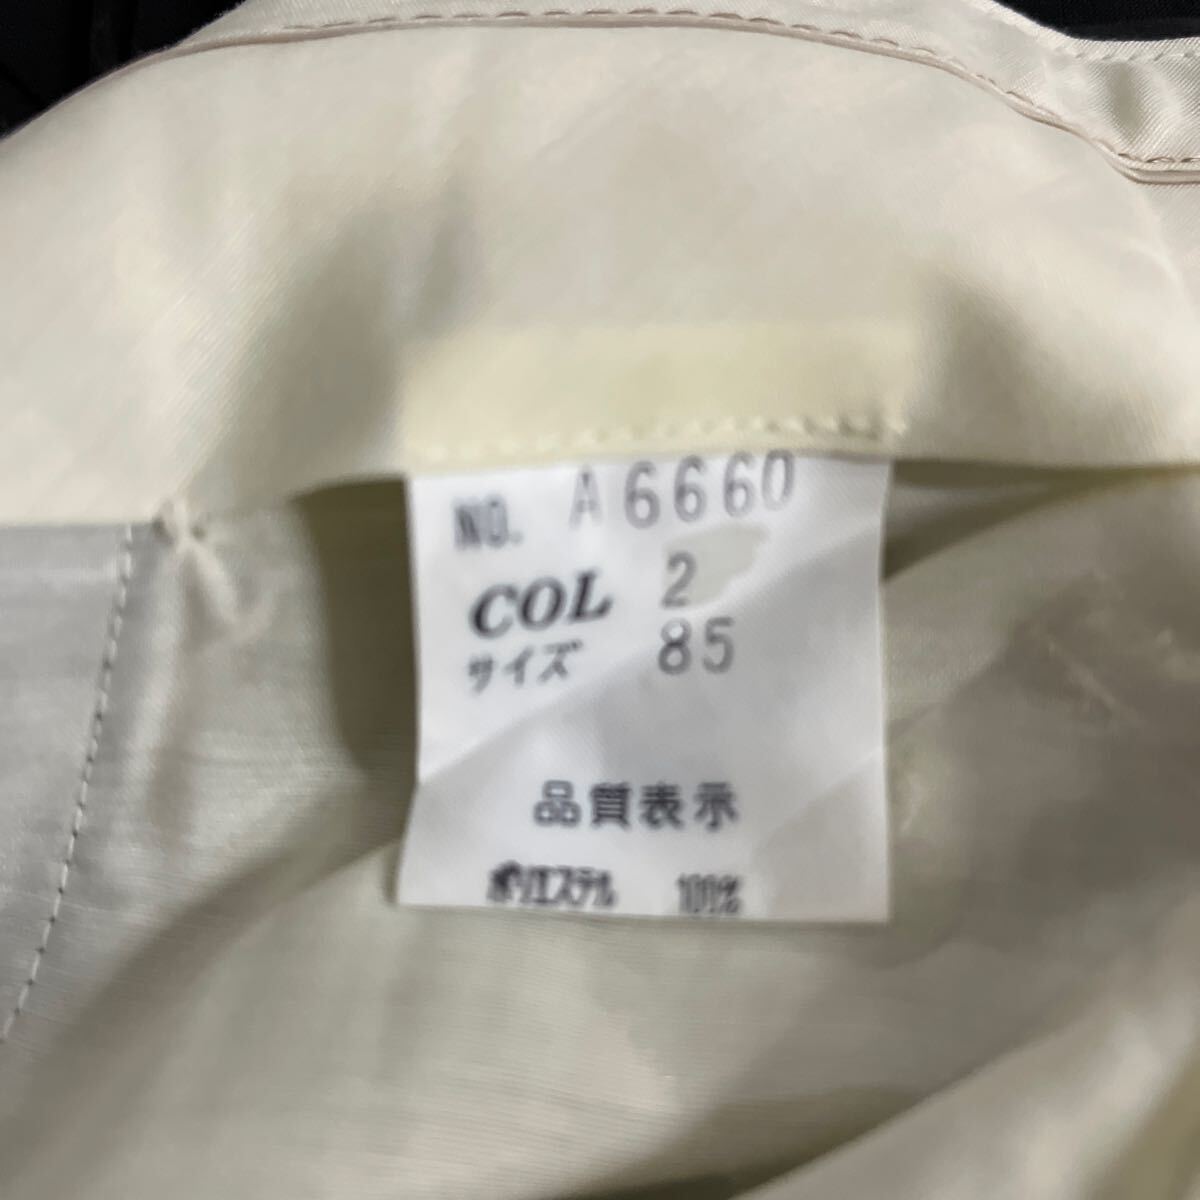 NO. A6660
COL 2
サイズ 85
品質表示
ポリエステル 100%